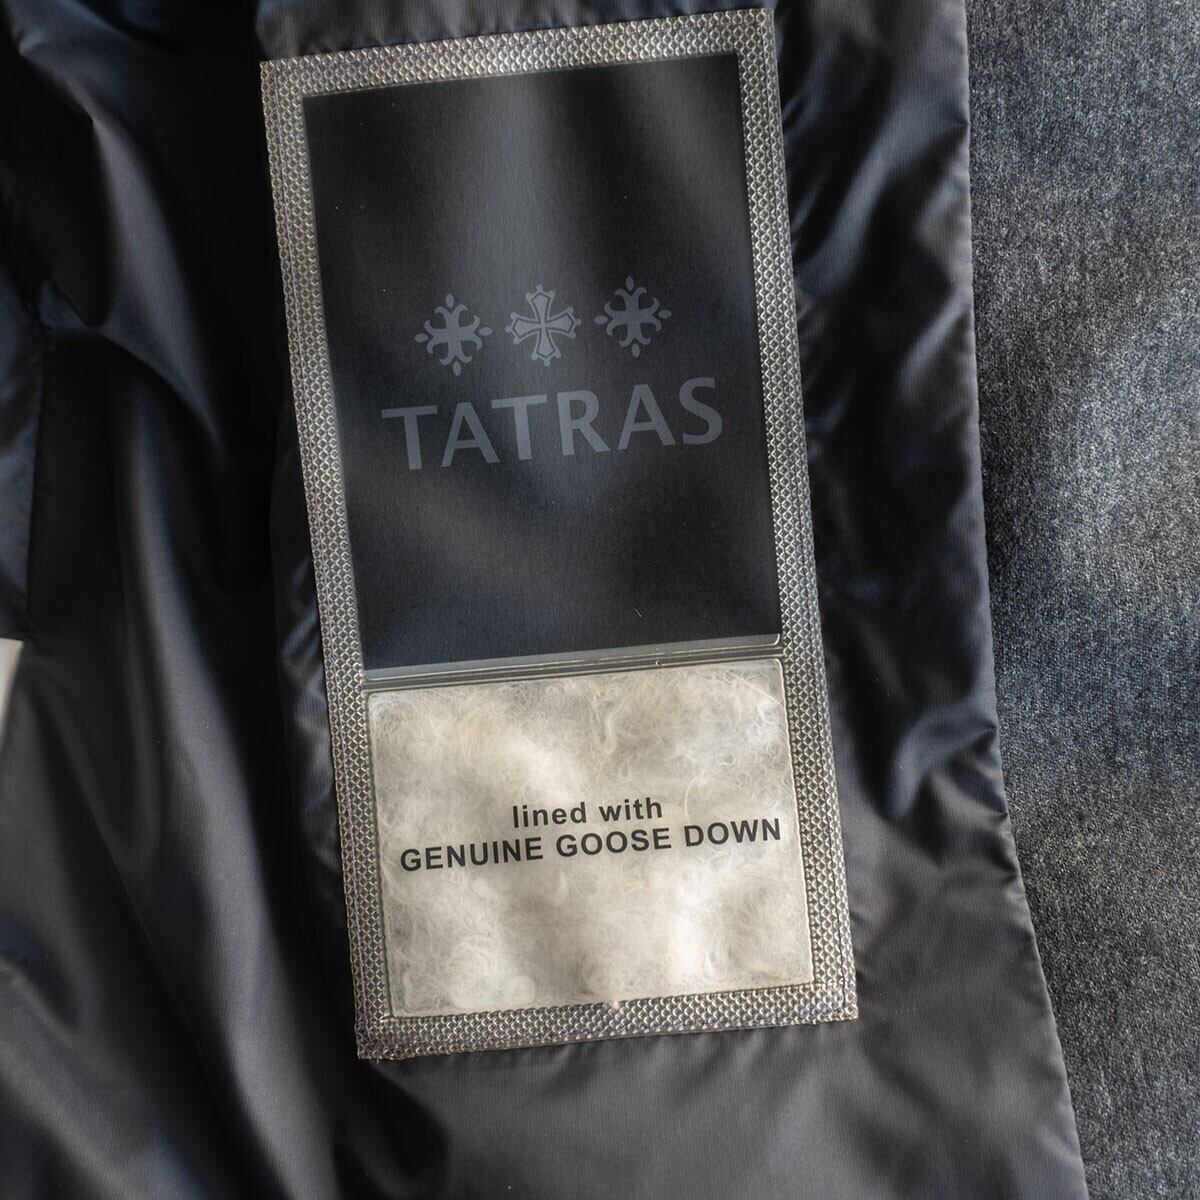 TATRAS
lined with
GENUINE GOOSE DOWN